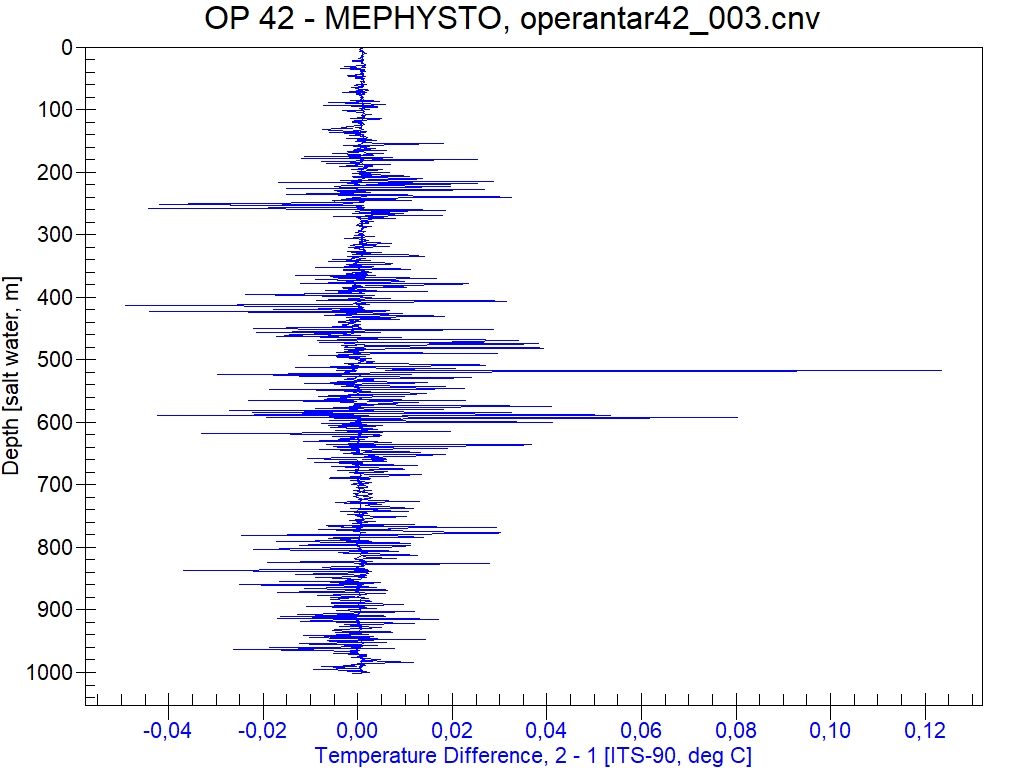 OP 42 - MEPHYSTO, operantar42_003.cnv
0
100
200
300
400
500
600
700
800
900
1000
Depth [salt water, m]
-0,04 -0,02 0,00 0,02 0,04 0,06 0,08 0,10 0,12
Temperature Difference, 2 - 1 [ITS-90, deg C]